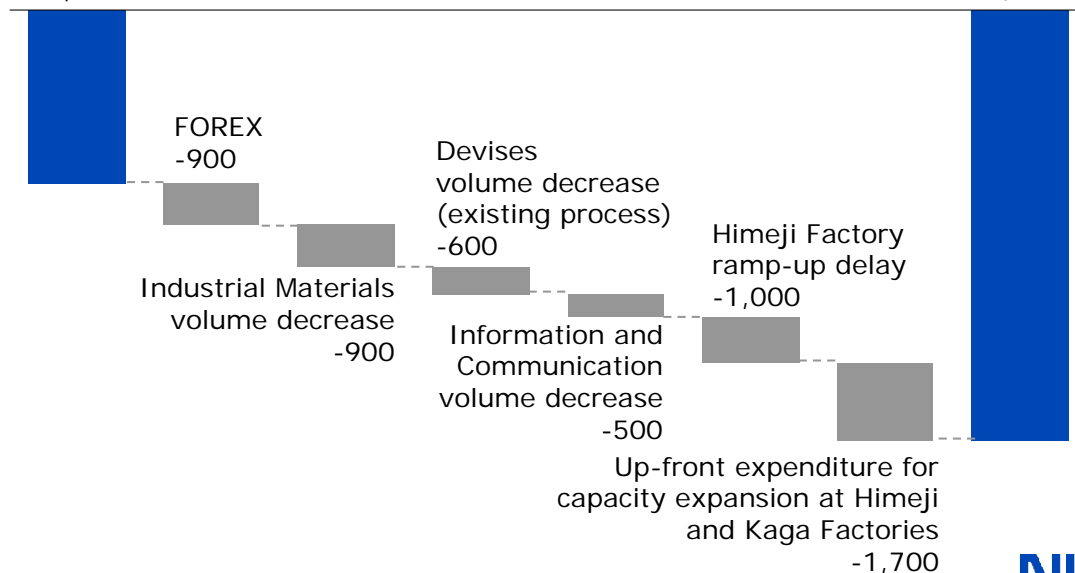 FOREX
-900
Industrial Materials
volume decrease
-900
Devises
volume decrease
(existing process)
-600
Information and
Communication
volume decrease
-500
Himeji Factory
ramp-up delay
-1,000
Up-front expenditure for
capacity expansion at Himeji
and Kaga Factories
-1,700